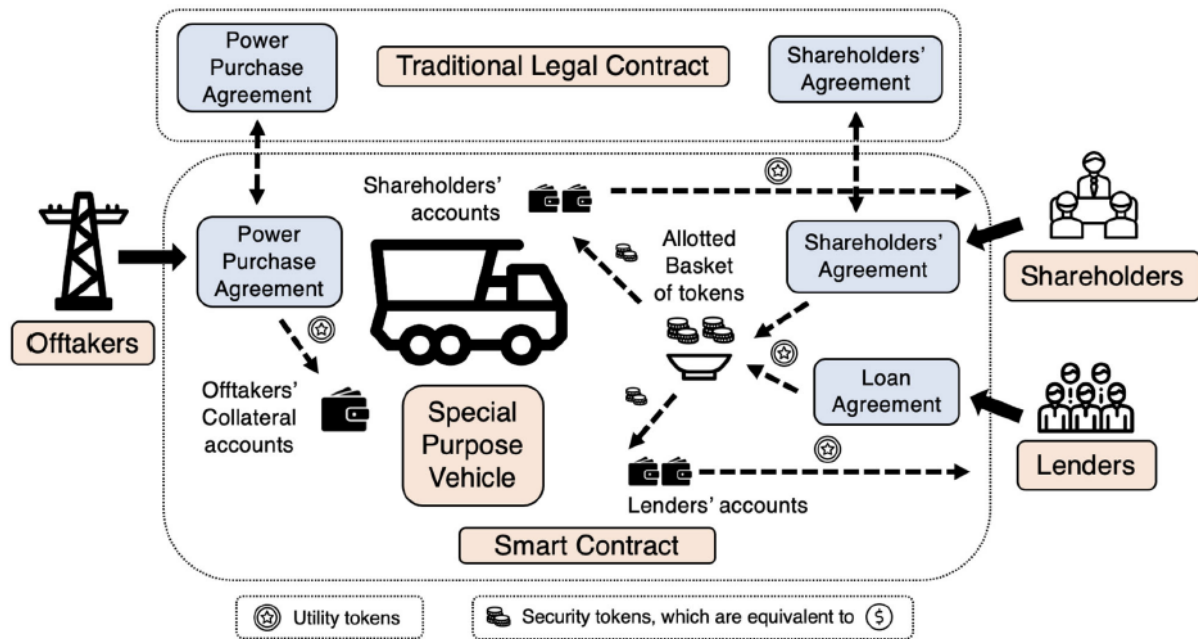 Power
Purchase
Agreement
Traditional Legal Contract
Shareholders'
Agreement
Shareholders'
accounts
Power
Purchase
Agreement
Allotted
Basket
of tokens
Shareholders'
Agreement
Shareholders
Offtakers
Offtakers'
Collateral
accounts
Special
Purpose
Vehicle
Loan
Agreement
Lenders' accounts
Lenders
Smart Contract
Utility tokens
Security tokens, which are equivalent to $